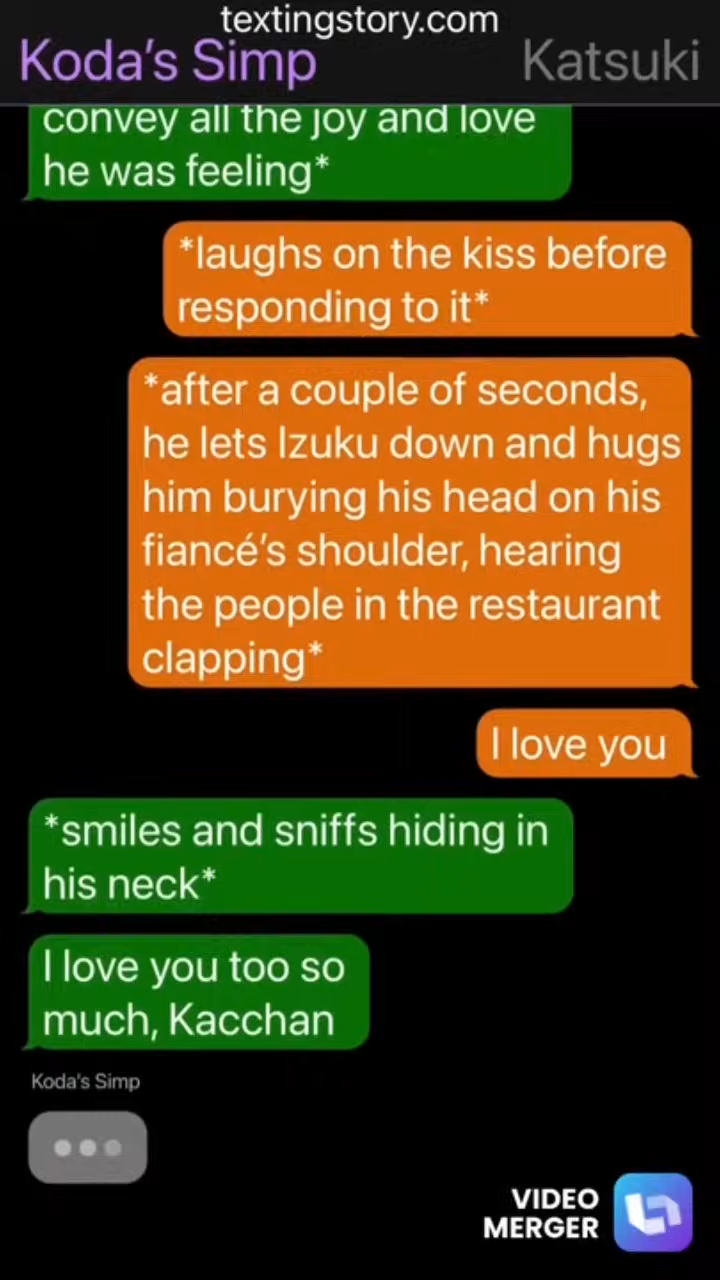 textingstory.com
Koda's Simp
Katsuki
convey all the joy and love
he was feeling*
*laughs on the kiss before
responding to it*
*after a couple of seconds,
he lets Izuku down and hugs
him burying his head on his
fiancé's shoulder, hearing
the people in the restaurant
clapping*
I love you
*smiles and sniffs hiding in
his neck*
I love you too so
much, Kacchan
Koda's Simp
VIDEO
MERGER